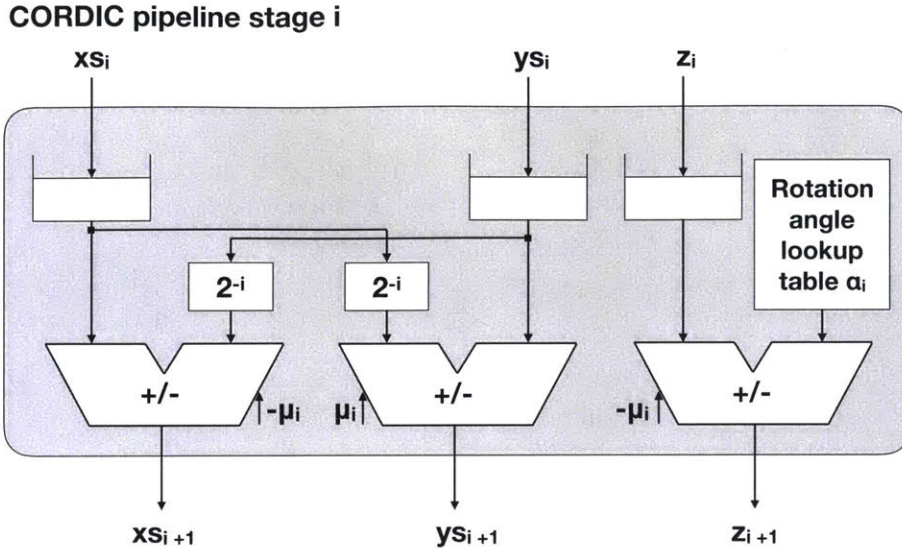 CORDIC pipeline stage i
xsᵢ
ysᵢ
zᵢ
Rotation
angle
lookup
table αᵢ
2⁻ⁱ
2⁻ⁱ
+/-
-μᵢ
μᵢ
+/-
-μᵢ
+/-
xsᵢ₊₁
ysᵢ₊₁
zᵢ₊₁